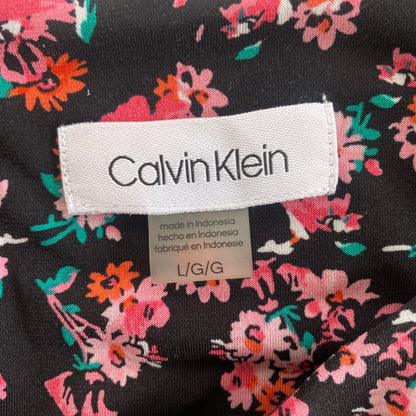 Calvin Klein
made in Indonesia
hecho en Indonesia
fabriqué en Indonesie
L/G/G